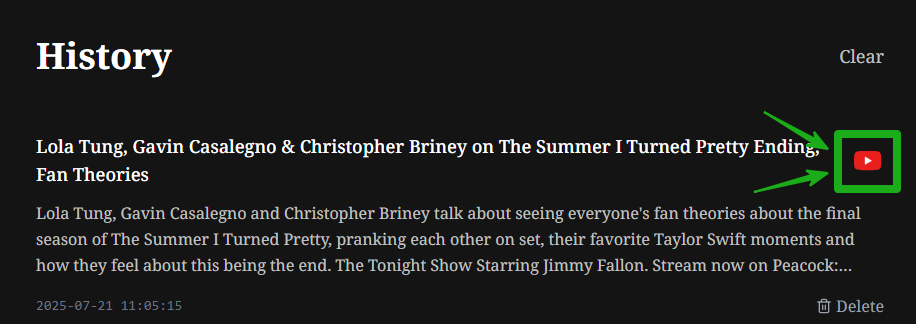 History
Clear
Lola Tung, Gavin Casalegno & Christopher Briney on The Summer I Turned Pretty Ending,
Fan Theories
Lola Tung, Gavin Casalegno and Christopher Briney talk about seeing everyone's fan theories about the final
season of The Summer I Turned Pretty, pranking each other on set, their favorite Taylor Swift moments and
how they feel about this being the end. The Tonight Show Starring Jimmy Fallon. Stream now on Peacock:...
2025-07-21 11:05:15
Delete